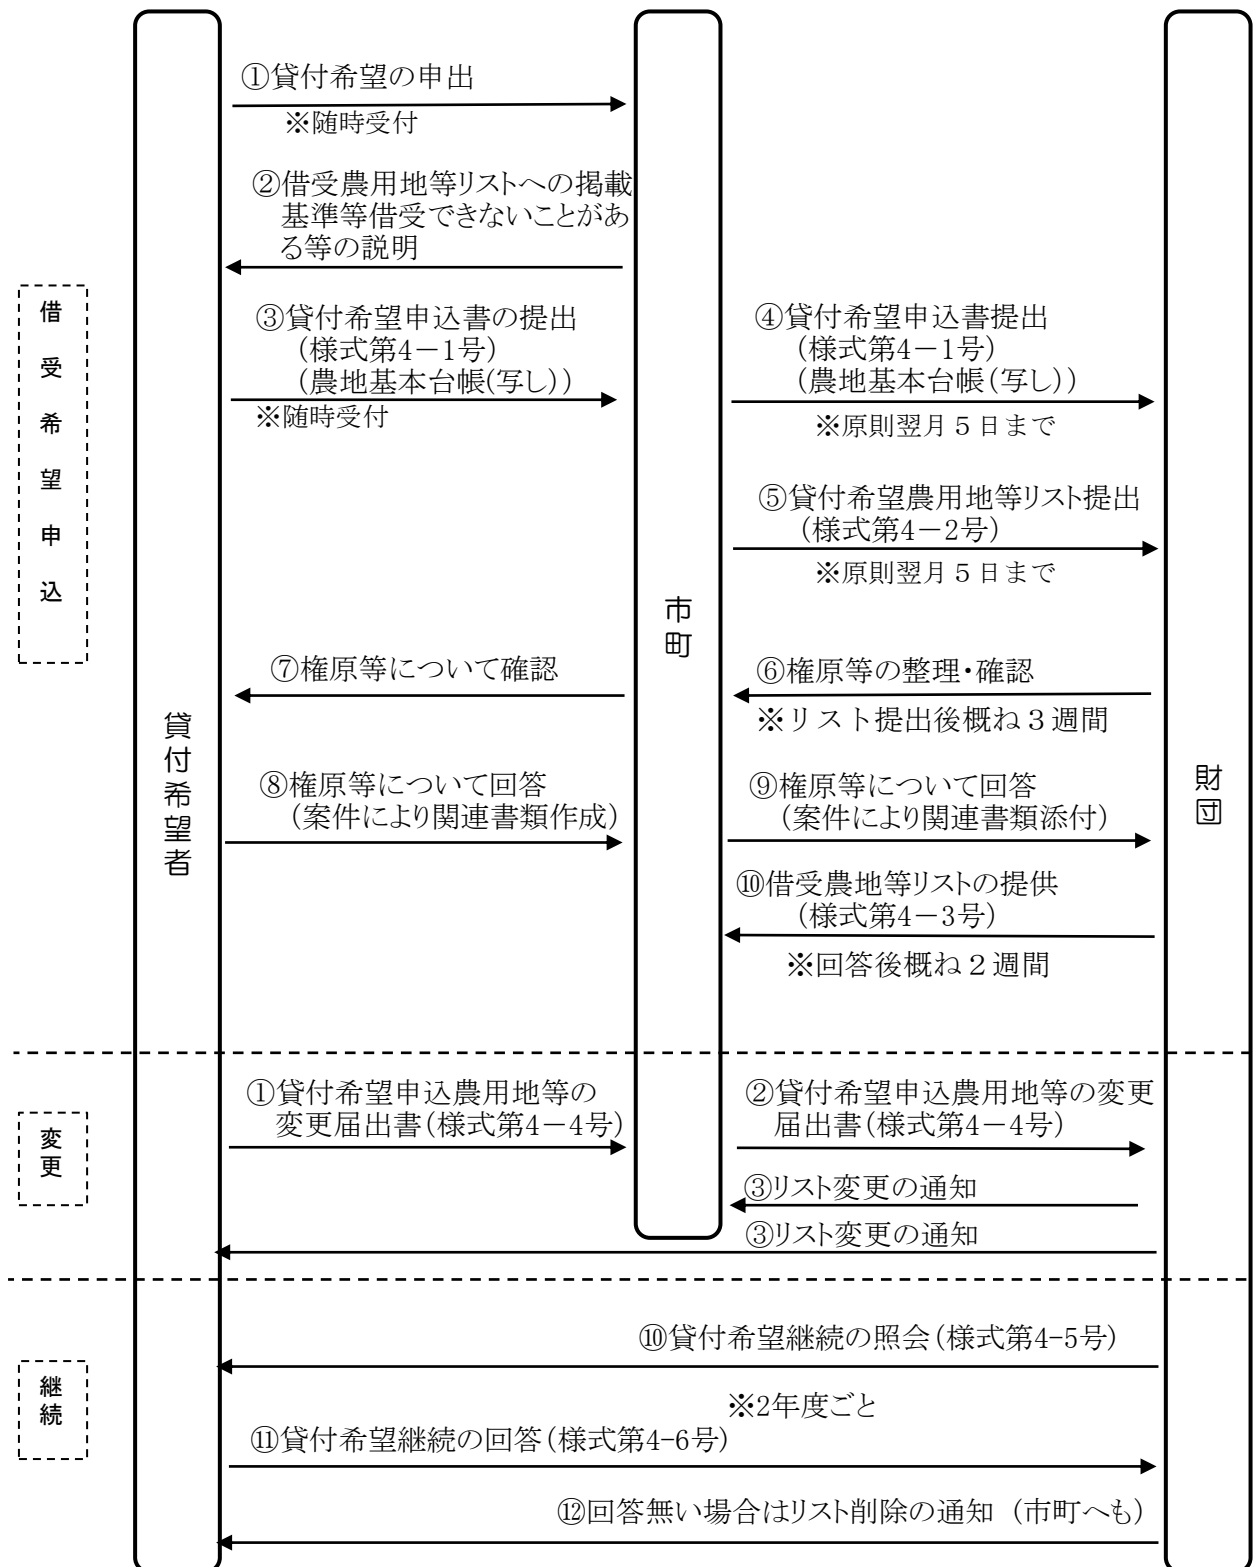 ①貸付希望の申出
※随時受付
②借受農用地等リストへの掲載
基準等借受できないことがあ
る等の説明
借受希望申込
③貸付希望申込書の提出
(様式第4－1号)
(農地基本台帳(写し))
※随時受付
④貸付希望申込書提出
(様式第4－1号)
(農地基本台帳(写し))
※原則翌月５日まで
⑤貸付希望農用地等リスト提出
(様式第4－2号)
※原則翌月５日まで
市町
⑦権原等について確認
⑥権原等の整理・確認
※リスト提出後概ね３週間
貸付希望者
財団
⑧権原等について回答
(案件により関連書類作成)
⑨権原等について回答
(案件により関連書類添付)
⑩借受農地等リストの提供
(様式第4－3号)
※回答後概ね２週間
変更
①貸付希望申込農用地等の
変更届出書(様式第4－4号)
②貸付希望申込農用地等の変更
届出書(様式第4－4号)
③リスト変更の通知
③リスト変更の通知
継続
⑩貸付希望継続の照会(様式第4-5号)
※2年度ごと
⑪貸付希望継続の回答(様式第4-6号)
⑫回答無い場合はリスト削除の通知 (市町へも)